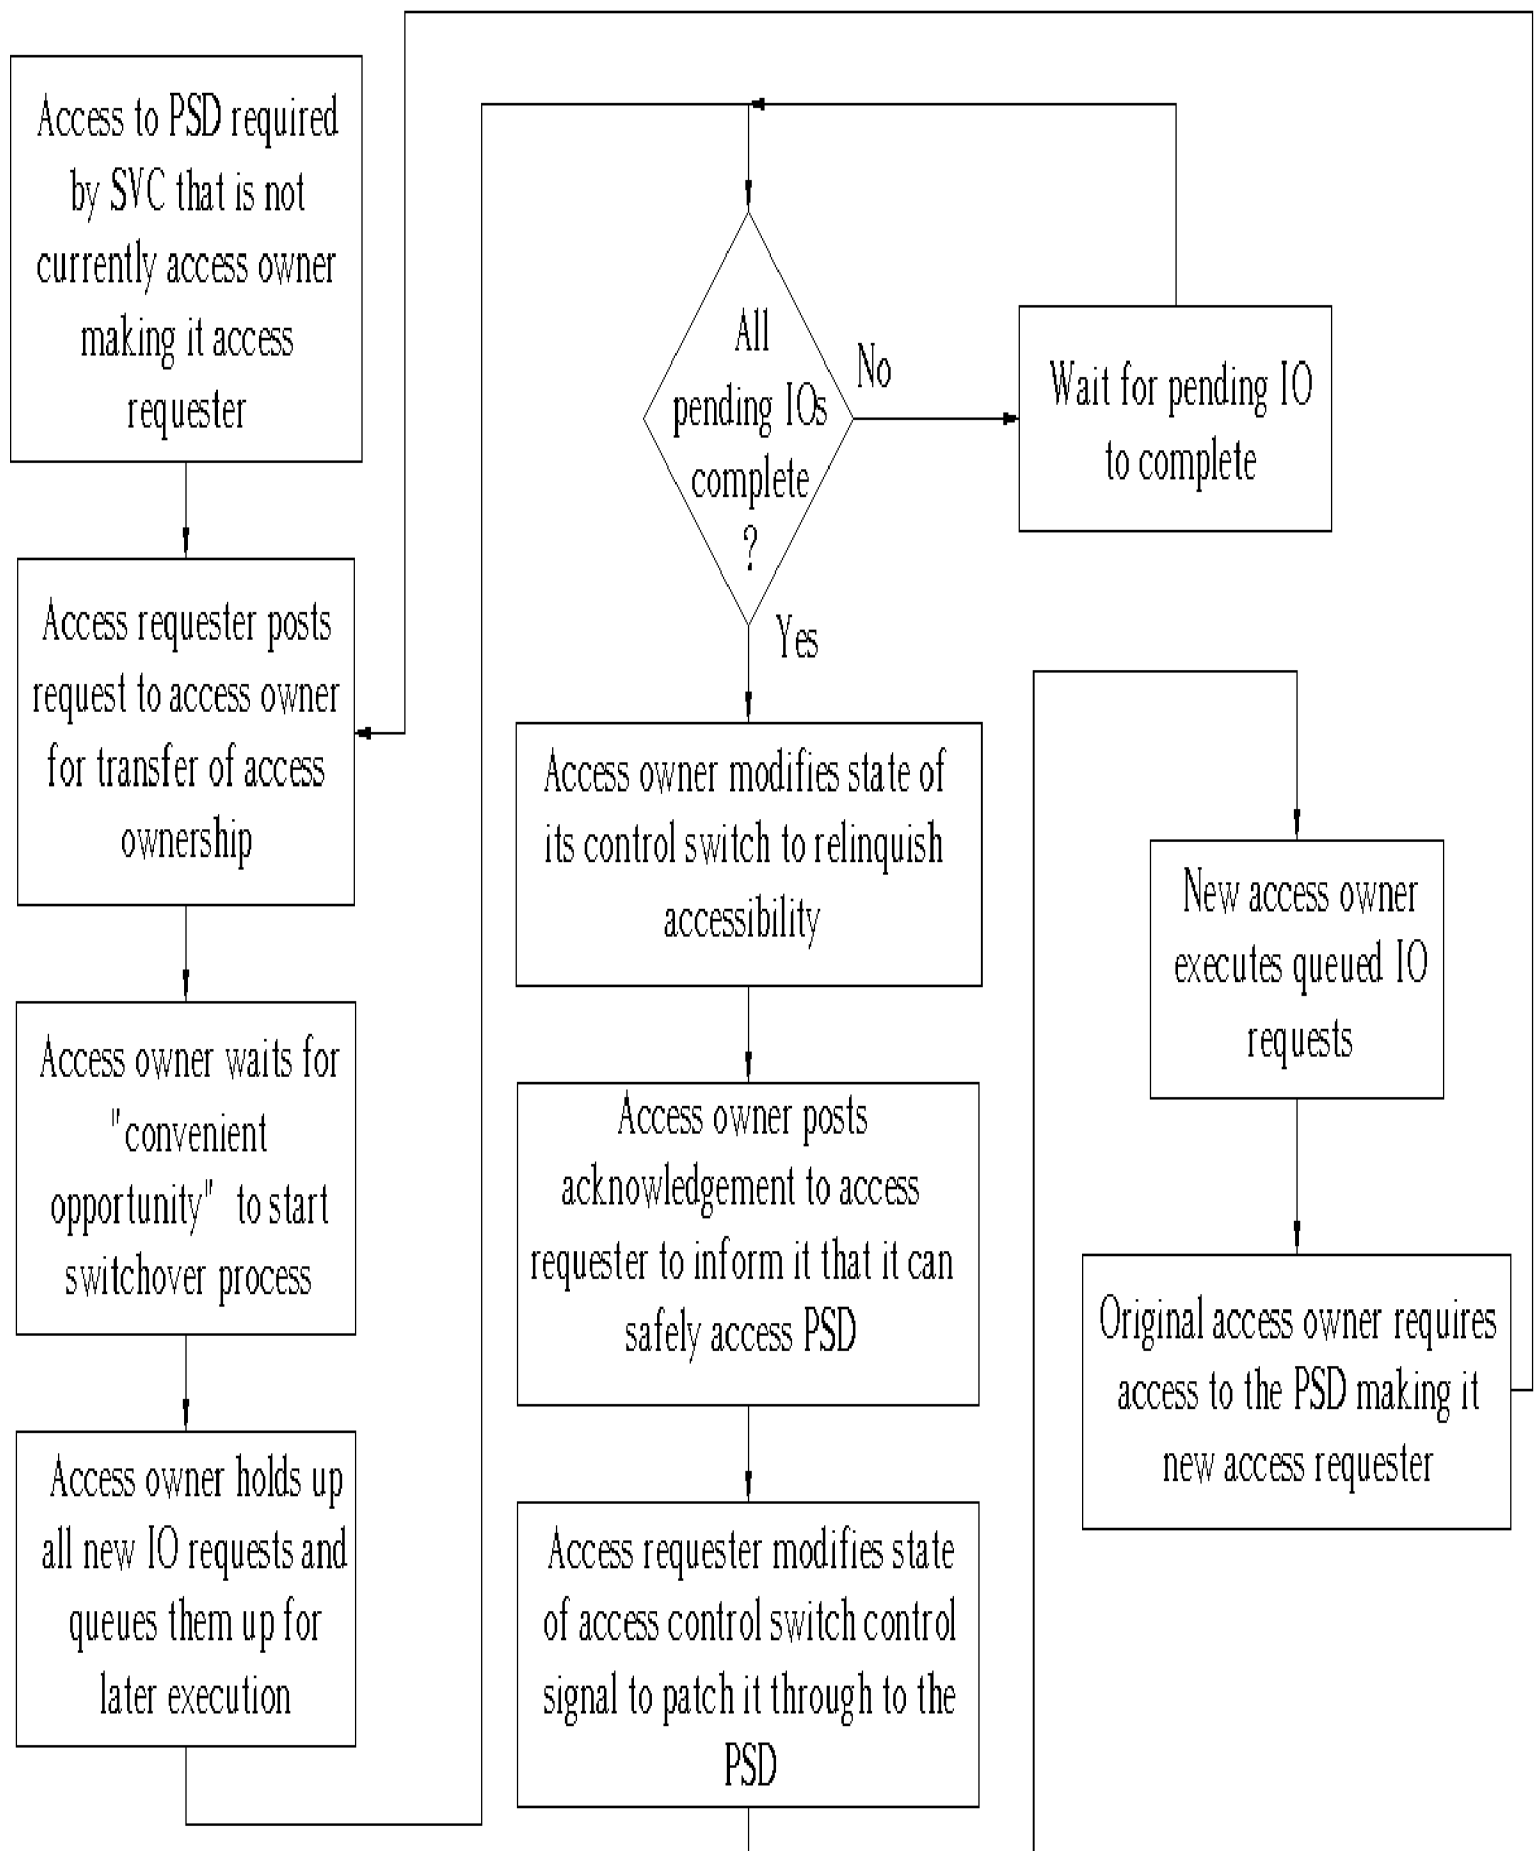 Access to PSD required
by SVC that is not
currently access owner
making it access
requester
Access requester posts
request to access owner
for transfer of access
ownership
Access owner waits for
"convenient
opportunity" to start
switchover process
Access owner holds up
all new IO requests and
queues them up for
later execution
All
pending IOs
complete
?
No
Wait for pending IO
to complete
Yes
Access owner modifies state of
its control switch to relinquish
accessibility
Access owner posts
acknowledgement to access
requester to inform it that it can
safely access PSD
Access requester modifies state
of access control switch control
signal to patch it through to the
PSD
New access owner
executes queued IO
requests
Original access owner requires
access to the PSD making it
new access requester